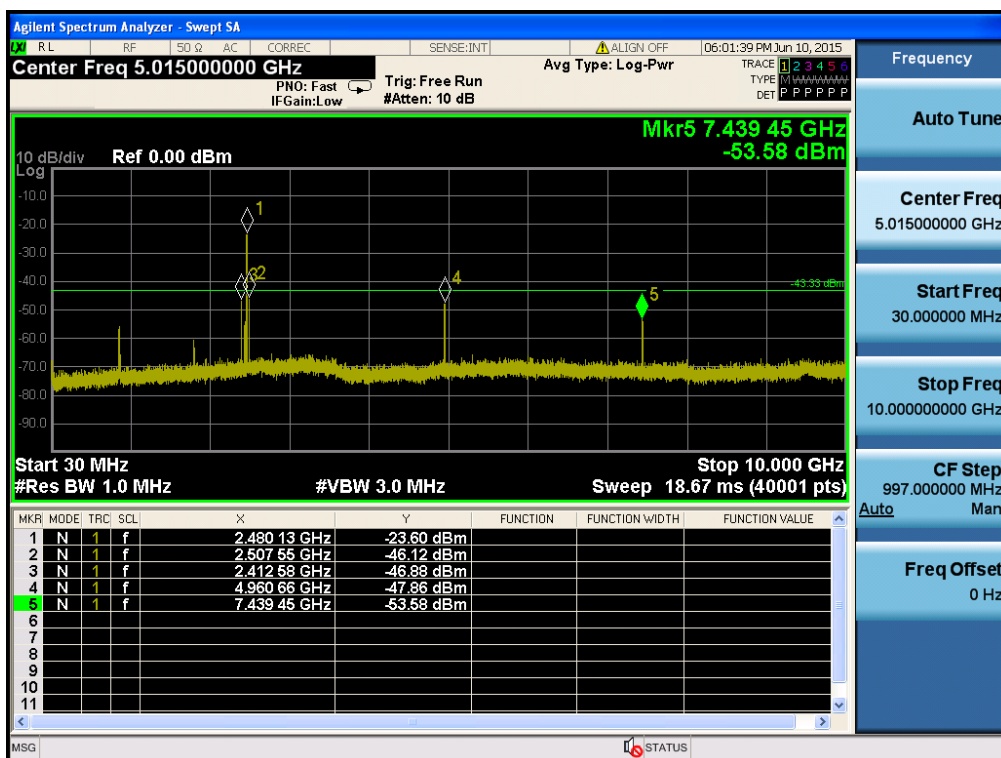 Agilent Spectrum Analyzer - Swept SA
LXI RL RF 50 Ω AC CORREC SENSE:INT ALIGN OFF 06:01:39 PM Jun 10, 2015
Center Freq 5.015000000 GHz
PNO: Fast
IFGain:Low
Trig: Free Run
#Atten: 10 dB
Avg Type: Log-Pwr
TRACE 1 2 3 4 5 6
TYPE M WWWWW
DET P P P P P P
Mkr5 7.439 45 GHz
-53.58 dBm
10 dB/div Ref 0.00 dBm
Log
-10.0
-20.0
-30.0
-40.0
-50.0
-60.0
-70.0
-80.0
-90.0
1
3 2
4
5
-43.33 dBm
Start 30 MHz Stop 10.000 GHz
#Res BW 1.0 MHz #VBW 3.0 MHz Sweep 18.67 ms (40001 pts)
MKR MODE TRC SCL X Y FUNCTION FUNCTION WIDTH FUNCTION VALUE
1 N 1 f 2.480 13 GHz -23.60 dBm
2 N 1 f 2.507 55 GHz -46.12 dBm
3 N 1 f 2.412 58 GHz -46.88 dBm
4 N 1 f 4.960 66 GHz -47.86 dBm
5 N 1 f 7.439 45 GHz -53.58 dBm
6
7
8
9
10
11
MSG STATUS
Frequency
Auto Tune
Center Freq
5.015000000 GHz
Start Freq
30.000000 MHz
Stop Freq
10.000000000 GHz
CF Step
997.000000 MHz
Auto Man
Freq Offset
0 Hz